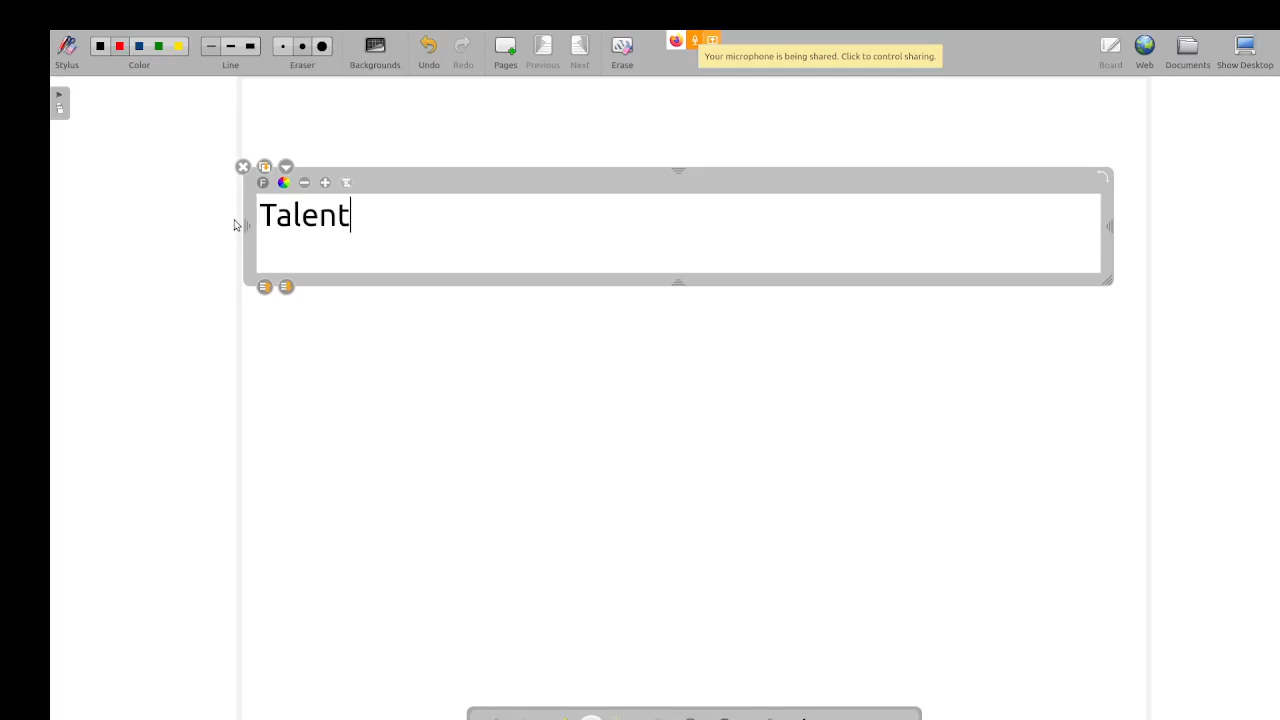 Your microphone is being shared. Click to control sharing.
Stylus
Color
Line
Eraser
Backgrounds
Undo
Redo
Pages
Previous
Next
Erase
Board
Web
Documents
Show Desktop
F
Talent